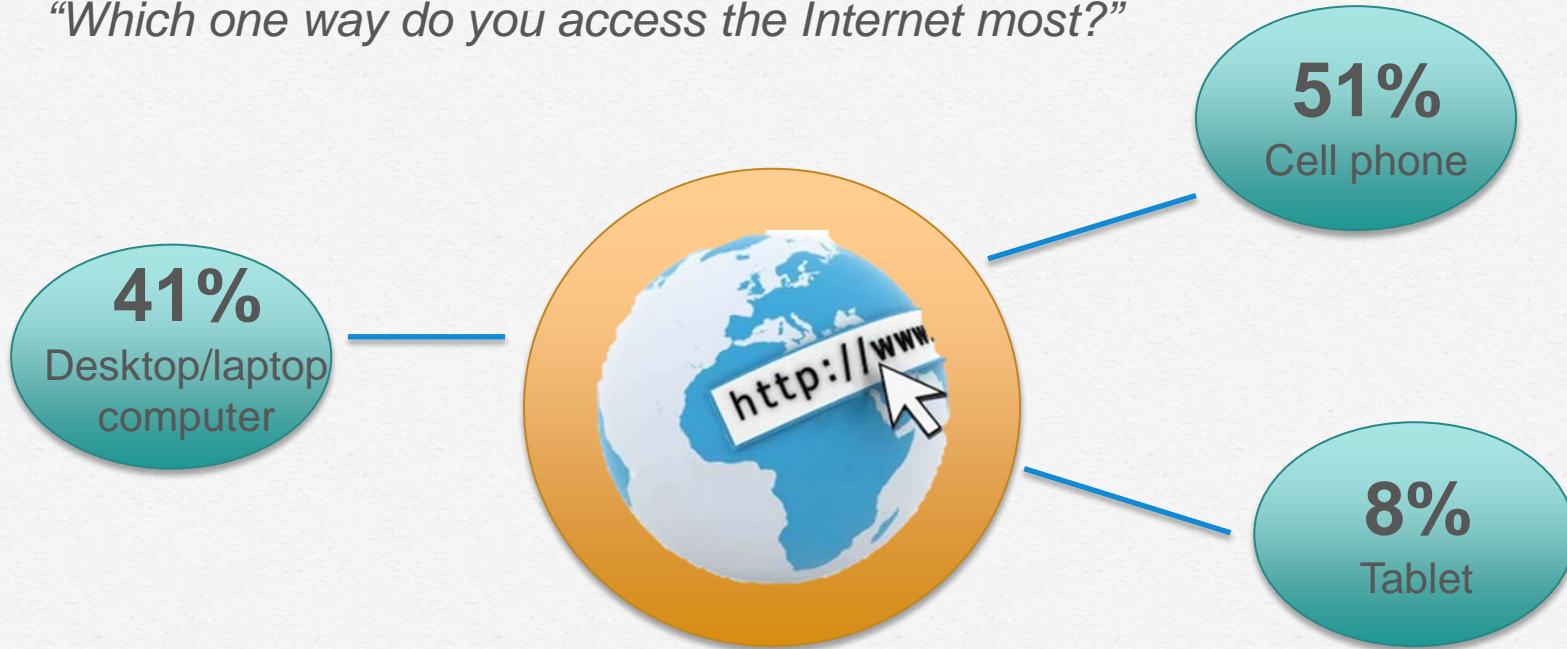 “Which one way do you access the Internet most?”
51%
Cell phone
41%
Desktop/laptop
computer
http://www.
8%
Tablet